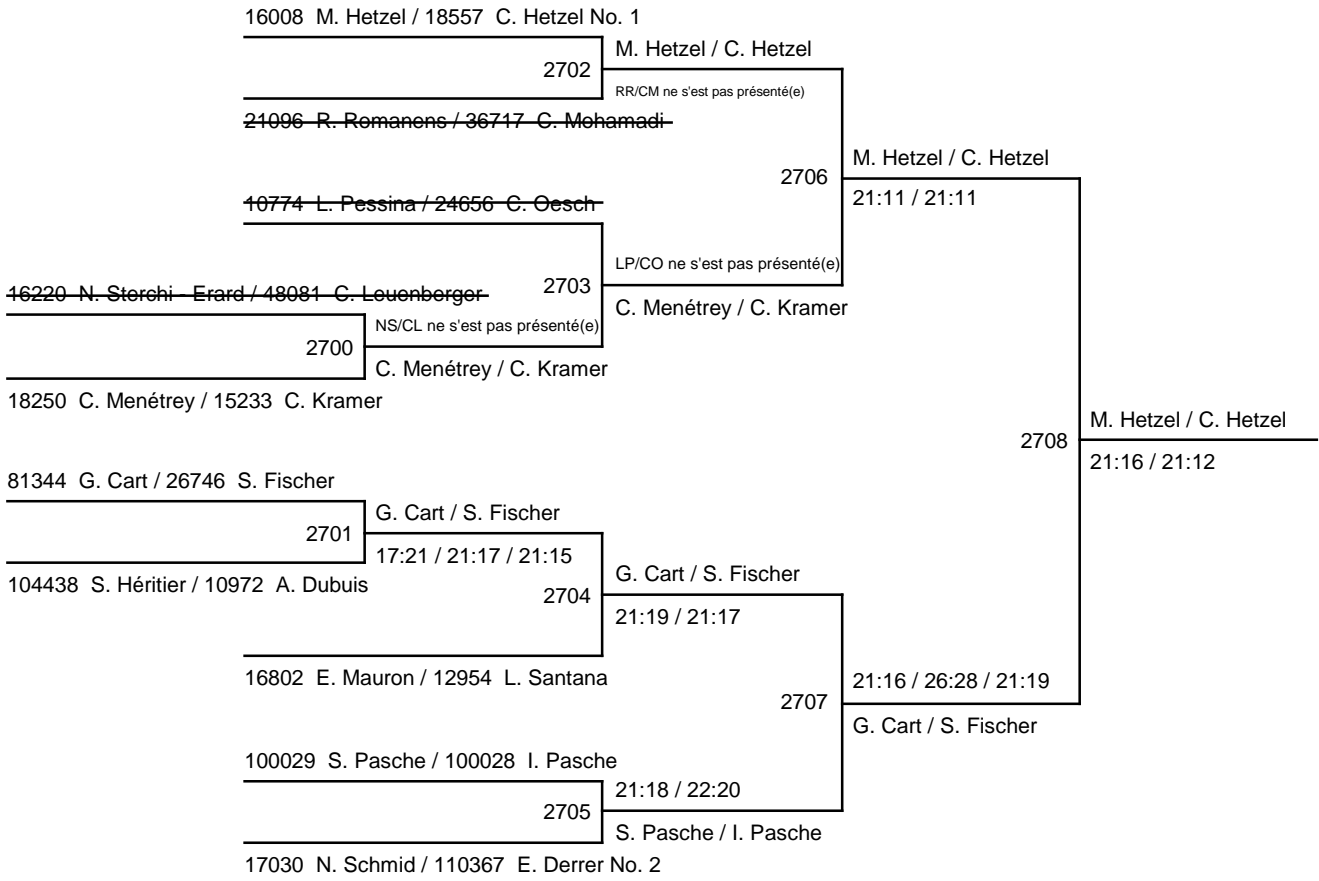 16008 M. Hetzel / 18557 C. Hetzel No. 1
M. Hetzel / C. Hetzel
2702
RR/CM ne s'est pas présenté(e)
21096 R. Romanens / 36717 C. Mohamadi
M. Hetzel / C. Hetzel
2706
21:11 / 21:11
10774 L. Pessina / 24656 C. Oesch
LP/CO ne s'est pas présenté(e)
2703
C. Menétrey / C. Kramer
16220 N. Sterchi - Erard / 48081 C. Leuenberger
NS/CL ne s'est pas présenté(e)
2700
C. Menétrey / C. Kramer
18250 C. Menétrey / 15233 C. Kramer
M. Hetzel / C. Hetzel
2708
21:16 / 21:12
81344 G. Cart / 26746 S. Fischer
G. Cart / S. Fischer
2701
17:21 / 21:17 / 21:15
104438 S. Héritier / 10972 A. Dubuis
G. Cart / S. Fischer
2704
21:19 / 21:17
16802 E. Mauron / 12954 L. Santana
21:16 / 26:28 / 21:19
2707
G. Cart / S. Fischer
100029 S. Pasche / 100028 I. Pasche
21:18 / 22:20
2705
S. Pasche / I. Pasche
17030 N. Schmid / 110367 E. Derrer No. 2